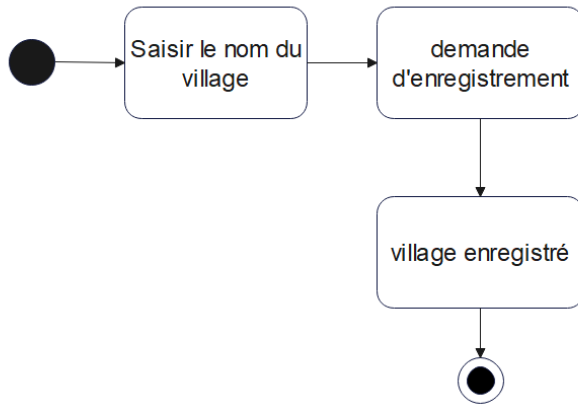 Saisir le nom du
village
demande
d'enregistrement
village enregistré